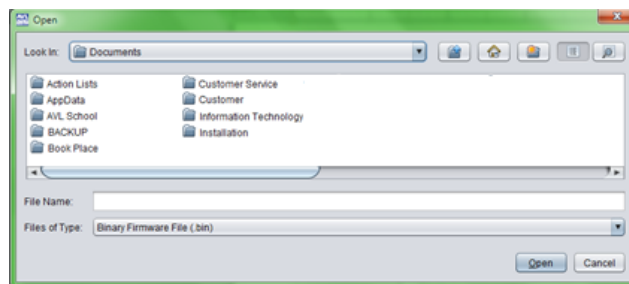 Open
Look In: Documents
Action Lists
AppData
AVL School
BACKUP
Book Place
Customer Service
Customer
Information Technology
Installation
File Name:
Files of Type: Binary Firmware File (.bin)
Open Cancel